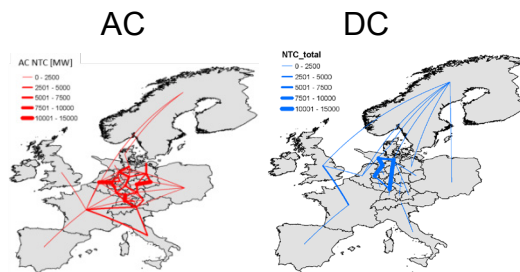 AC
DC
AC NTC [MW]
0 - 2500
2501 - 5000
5001 - 7500
7501 - 10000
10001 - 15000
NTC_total
0 - 2500
2501 - 5000
5001 - 7500
7501 - 10000
10001 - 15000